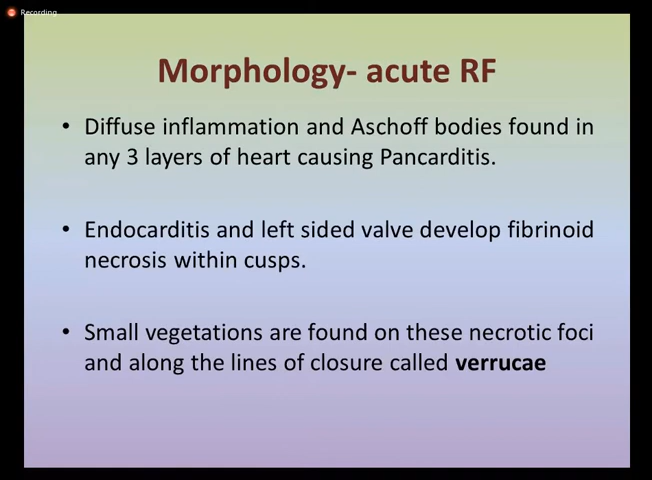 Recording
Morphology- acute RF
• Diffuse inflammation and Aschoff bodies found in
any 3 layers of heart causing Pancarditis.
• Endocarditis and left sided valve develop fibrinoid
necrosis within cusps.
• Small vegetations are found on these necrotic foci
and along the lines of closure called verrucae